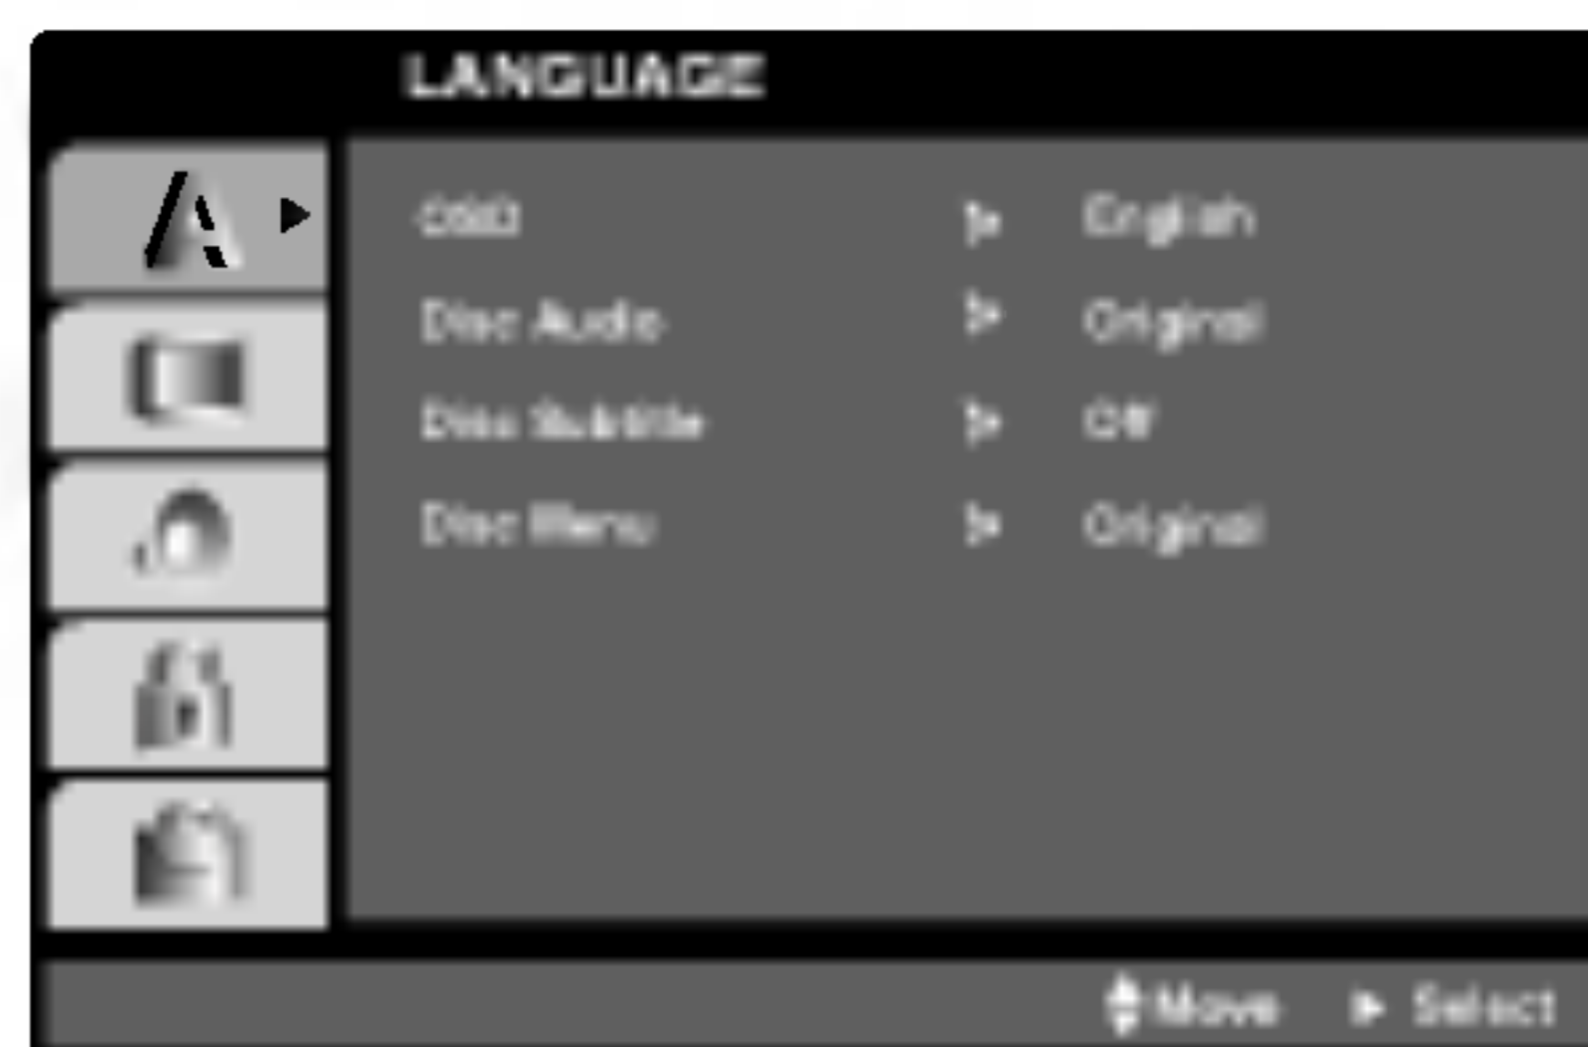 LANGUAGE
OSD English
Disc Audio Original
Disc Subtitle Off
Disc Menu Original
Move Select